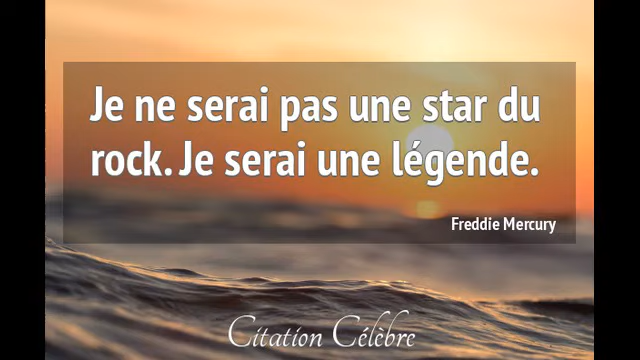 Je ne serai pas une star du
rock. Je serai une légende.
Freddie Mercury
Citation Célèbre